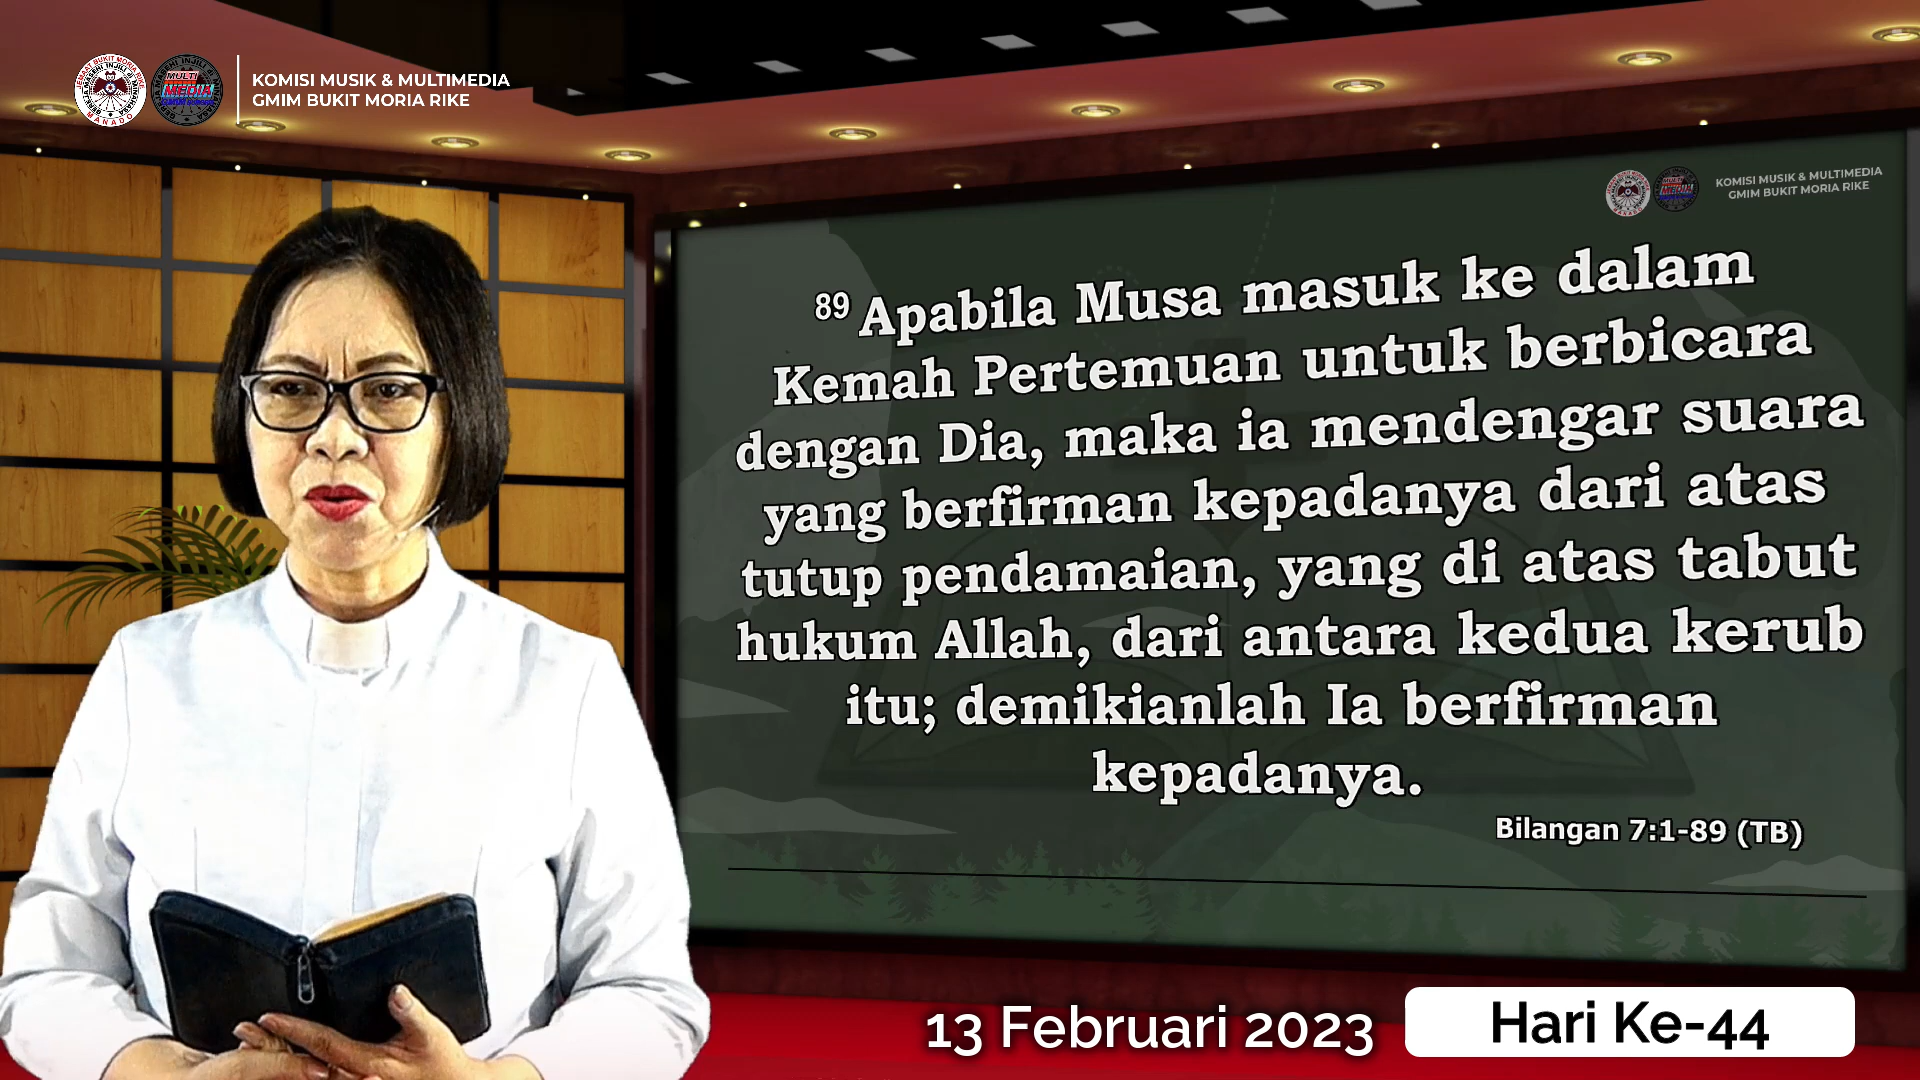 KOMISI MUSIK & MULTIMEDIA
GMIM BUKIT MORIA RIKE
MULTI
MEDIA
MANADO
KOMISI MUSIK & MULTIMEDIA
GMIM BUKIT MORIA RIKE
89 Apabila Musa masuk ke dalam
Kemah Pertemuan untuk berbicara
dengan Dia, maka ia mendengar suara
yang berfirman kepadanya dari atas
tutup pendamaian, yang di atas tabut
hukum Allah, dari antara kedua kerub
itu; demikianlah Ia berfirman
kepadanya.
Bilangan 7:1-89 (TB)
13 Februari 2023
Hari Ke-44